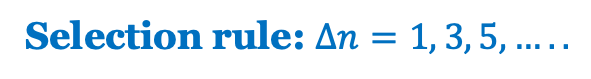 Selection rule: Δn = 1, 3, 5, .... .